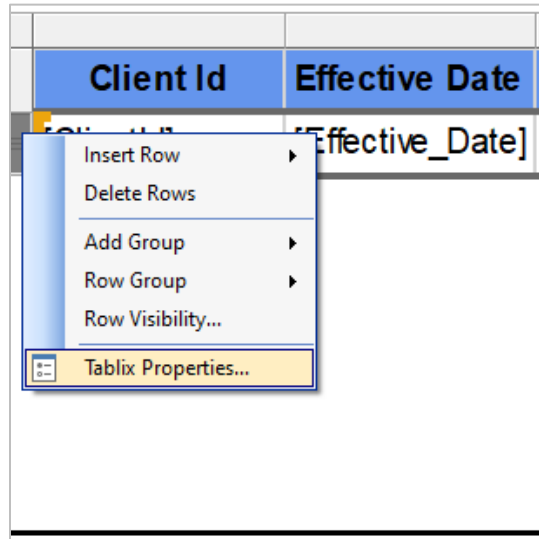 Client Id Effective Date
[Effective_Date]
Insert Row
Delete Rows
Add Group
Row Group
Row Visibility...
Tablix Properties...